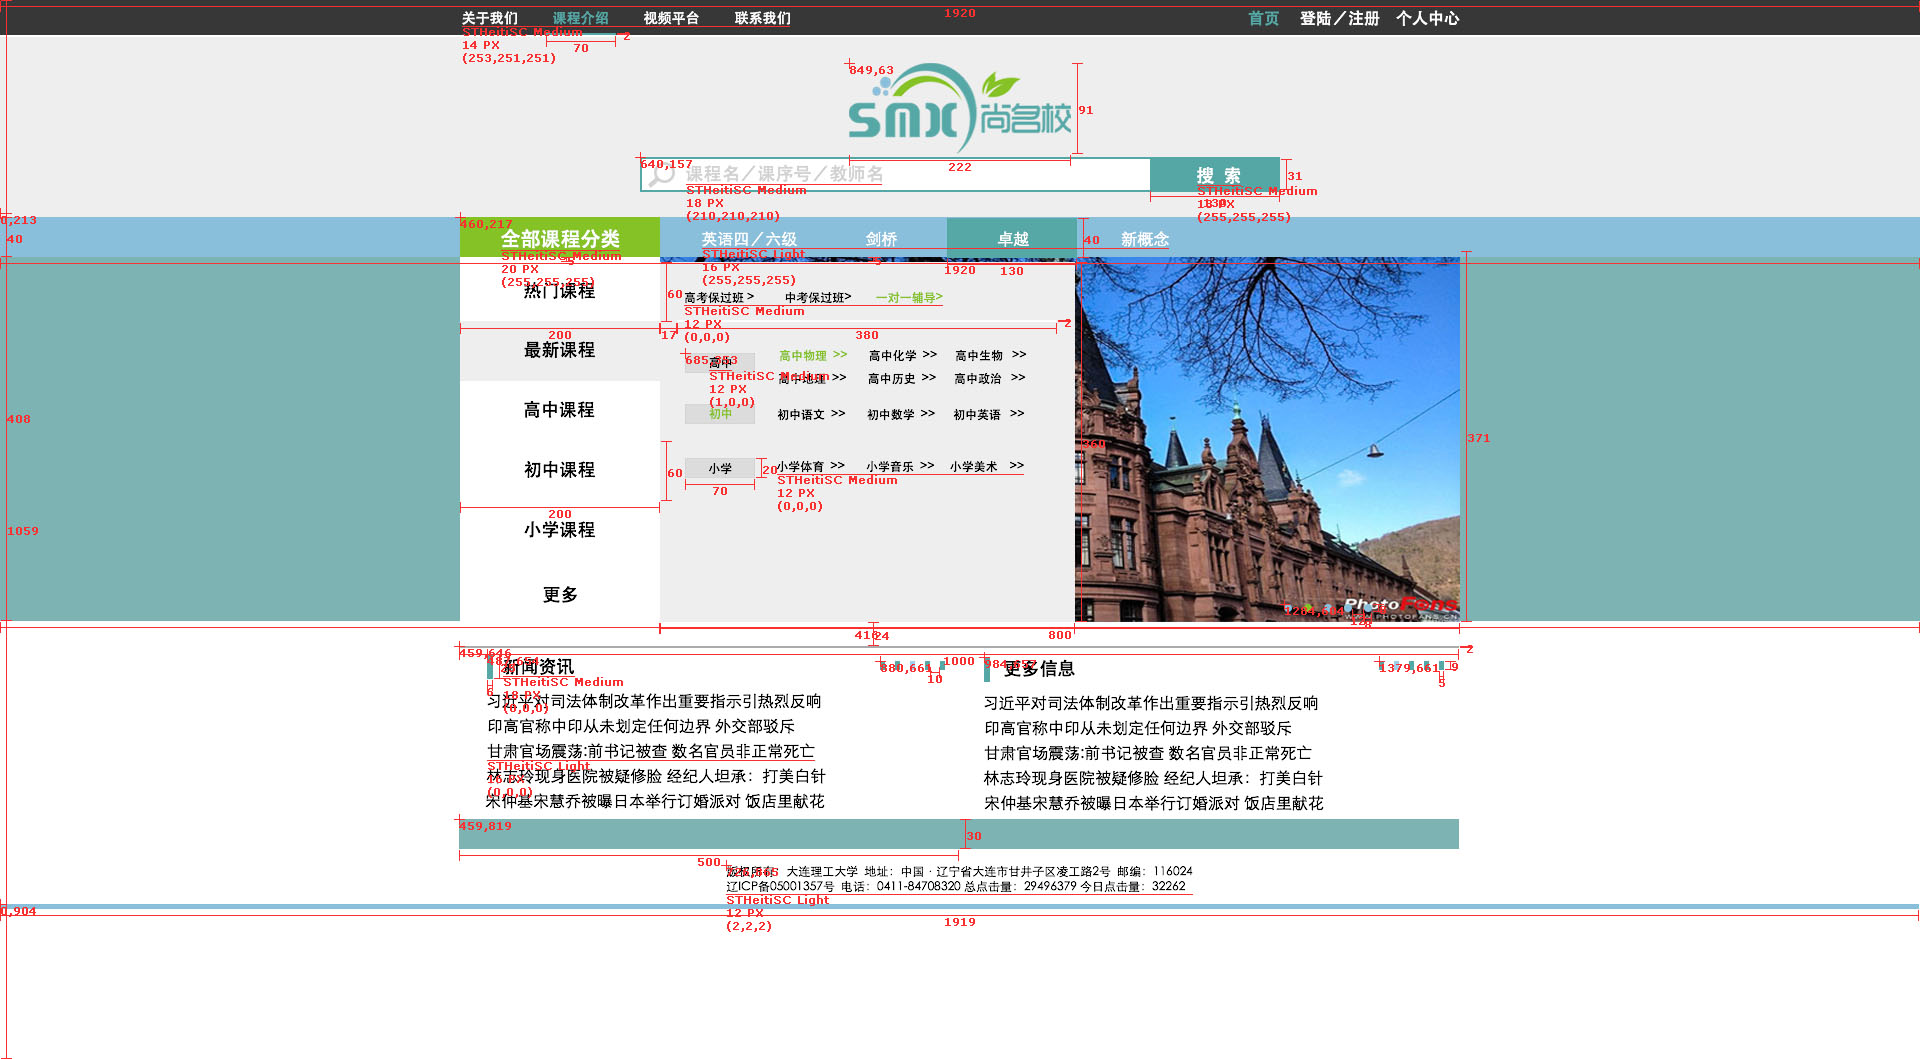 关于我们 课程介绍 视频平台 联系我们 1920 首页 登陆／注册 个人中心
STHeitiSC Medium
14 PX
(253,251,251)
70 2
849,63
SMX 尚名校
91
222
640,157
课程名／课序号／教师名 搜 索
31
STHeitiSC Medium
18 PX
(210,210,210)
STHeitiSC Medium
(255,255,255)
0,213
40
460,217
全部课程分类 英语四／六级 剑桥 卓越 新概念
40
STHeitiSC Medium
20 PX
(255,255,255)
STHeitiSC Light
16 PX
(255,255,255)
1920 130
热门课程
60
高考保过班 > 中考保过班> 一对一辅导>
STHeitiSC Medium
12 PX
(0,0,0)
200 17 380 2
最新课程
685,353
高中 高中物理 >> 高中化学 >> 高中生物 >>
高中地理 >> 高中历史 >> 高中政治 >>
STHeitiSC Medium
12 PX
(1,0,0)
高中课程
初中 初中语文 >> 初中数学 >> 初中英语 >>
408
360
371
初中课程
60
小学 20 小学体育 >> 小学音乐 >> 小学美术 >>
70
STHeitiSC Medium
12 PX
(0,0,0)
200
小学课程
1059
更多
PhotoFans
WWW.PHOTOFANS.CN
416 24 800
459,646 1000 2
新闻资讯 880,661 10
更多信息 1379,661 9
5
6
STHeitiSC Medium
18 PX
(0,0,0)
习近平对司法体制改革作出重要指示引热烈反响
印高官称中印从未划定任何边界 外交部驳斥
甘肃官场震荡:前书记被查 数名官员非正常死亡
STHeitiSC Light
16 PX
(0,0,0)
林志玲现身医院被疑修脸 经纪人坦承：打美白针
宋仲基宋慧乔被曝日本举行订婚派对 饭店里献花
习近平对司法体制改革作出重要指示引热烈反响
印高官称中印从未划定任何边界 外交部驳斥
甘肃官场震荡:前书记被查 数名官员非正常死亡
林志玲现身医院被疑修脸 经纪人坦承：打美白针
宋仲基宋慧乔被曝日本举行订婚派对 饭店里献花
459,819
30
500
版权所有 大连理工大学 地址：中国·辽宁省大连市甘井子区凌工路2号 邮编：116024
辽ICP备05001357号 电话：0411-84708320 总点击量：29496379 今日点击量：32262
STHeitiSC Light
12 PX
(2,2,2)
0,904
1919